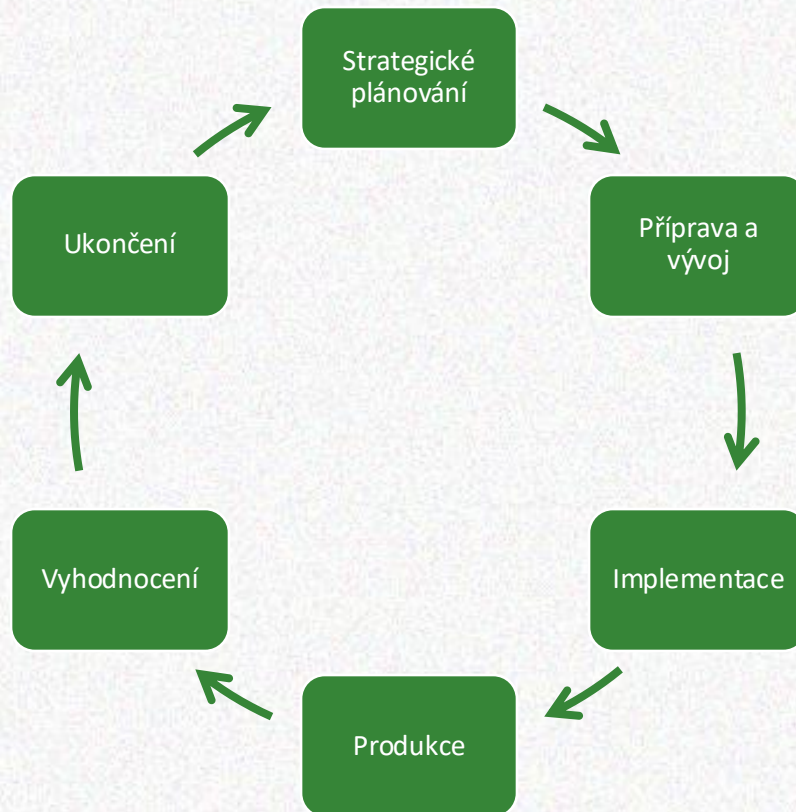 Strategické
plánování
Příprava a
vývoj
Implementace
Produkce
Vyhodnocení
Ukončení